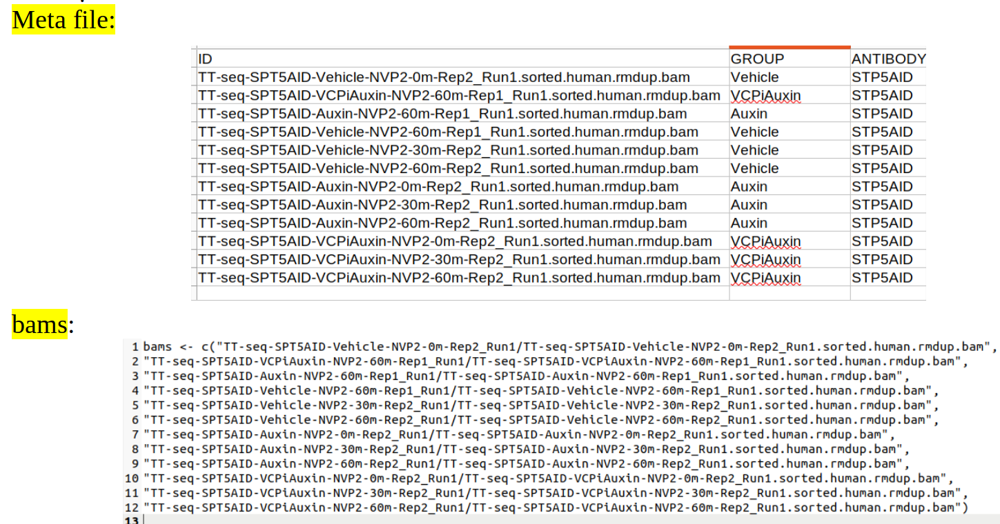 Meta file:
ID GROUP ANTIBODY
TT-seq-SPT5AID-Vehicle-NVP2-0m-Rep2_Run1.sorted.human.rmdup.bam Vehicle STP5AID
TT-seq-SPT5AID-VCPiAuxin-NVP2-60m-Rep1_Run1.sorted.human.rmdup.bam VCPiAuxin STP5AID
TT-seq-SPT5AID-Auxin-NVP2-60m-Rep1_Run1.sorted.human.rmdup.bam Auxin STP5AID
TT-seq-SPT5AID-Vehicle-NVP2-60m-Rep1_Run1.sorted.human.rmdup.bam Vehicle STP5AID
TT-seq-SPT5AID-Vehicle-NVP2-30m-Rep2_Run1.sorted.human.rmdup.bam Vehicle STP5AID
TT-seq-SPT5AID-Vehicle-NVP2-60m-Rep2_Run1.sorted.human.rmdup.bam Vehicle STP5AID
TT-seq-SPT5AID-Auxin-NVP2-0m-Rep2_Run1.sorted.human.rmdup.bam Auxin STP5AID
TT-seq-SPT5AID-Auxin-NVP2-30m-Rep2_Run1.sorted.human.rmdup.bam Auxin STP5AID
TT-seq-SPT5AID-Auxin-NVP2-60m-Rep2_Run1.sorted.human.rmdup.bam Auxin STP5AID
TT-seq-SPT5AID-VCPiAuxin-NVP2-0m-Rep2_Run1.sorted.human.rmdup.bam VCPiAuxin STP5AID
TT-seq-SPT5AID-VCPiAuxin-NVP2-30m-Rep2_Run1.sorted.human.rmdup.bam VCPiAuxin STP5AID
TT-seq-SPT5AID-VCPiAuxin-NVP2-60m-Rep2_Run1.sorted.human.rmdup.bam VCPiAuxin STP5AID
bams:
1 bams <- c("TT-seq-SPT5AID-Vehicle-NVP2-0m-Rep2_Run1/TT-seq-SPT5AID-Vehicle-NVP2-0m-Rep2_Run1.sorted.human.rmdup.bam",
2 "TT-seq-SPT5AID-VCPiAuxin-NVP2-60m-Rep1_Run1/TT-seq-SPT5AID-VCPiAuxin-NVP2-60m-Rep1_Run1.sorted.human.rmdup.bam",
3 "TT-seq-SPT5AID-Auxin-NVP2-60m-Rep1_Run1/TT-seq-SPT5AID-Auxin-NVP2-60m-Rep1_Run1.sorted.human.rmdup.bam",
4 "TT-seq-SPT5AID-Vehicle-NVP2-60m-Rep1_Run1/TT-seq-SPT5AID-Vehicle-NVP2-60m-Rep1_Run1.sorted.human.rmdup.bam",
5 "TT-seq-SPT5AID-Vehicle-NVP2-30m-Rep2_Run1/TT-seq-SPT5AID-Vehicle-NVP2-30m-Rep2_Run1.sorted.human.rmdup.bam",
6 "TT-seq-SPT5AID-Vehicle-NVP2-60m-Rep2_Run1/TT-seq-SPT5AID-Vehicle-NVP2-60m-Rep2_Run1.sorted.human.rmdup.bam",
7 "TT-seq-SPT5AID-Auxin-NVP2-0m-Rep2_Run1/TT-seq-SPT5AID-Auxin-NVP2-0m-Rep2_Run1.sorted.human.rmdup.bam",
8 "TT-seq-SPT5AID-Auxin-NVP2-30m-Rep2_Run1/TT-seq-SPT5AID-Auxin-NVP2-30m-Rep2_Run1.sorted.human.rmdup.bam",
9 "TT-seq-SPT5AID-Auxin-NVP2-60m-Rep2_Run1/TT-seq-SPT5AID-Auxin-NVP2-60m-Rep2_Run1.sorted.human.rmdup.bam",
10 "TT-seq-SPT5AID-VCPiAuxin-NVP2-0m-Rep2_Run1/TT-seq-SPT5AID-VCPiAuxin-NVP2-0m-Rep2_Run1.sorted.human.rmdup.bam",
11 "TT-seq-SPT5AID-VCPiAuxin-NVP2-30m-Rep2_Run1/TT-seq-SPT5AID-VCPiAuxin-NVP2-30m-Rep2_Run1.sorted.human.rmdup.bam",
12 "TT-seq-SPT5AID-VCPiAuxin-NVP2-60m-Rep2_Run1/TT-seq-SPT5AID-VCPiAuxin-NVP2-60m-Rep2_Run1.sorted.human.rmdup.bam")
13